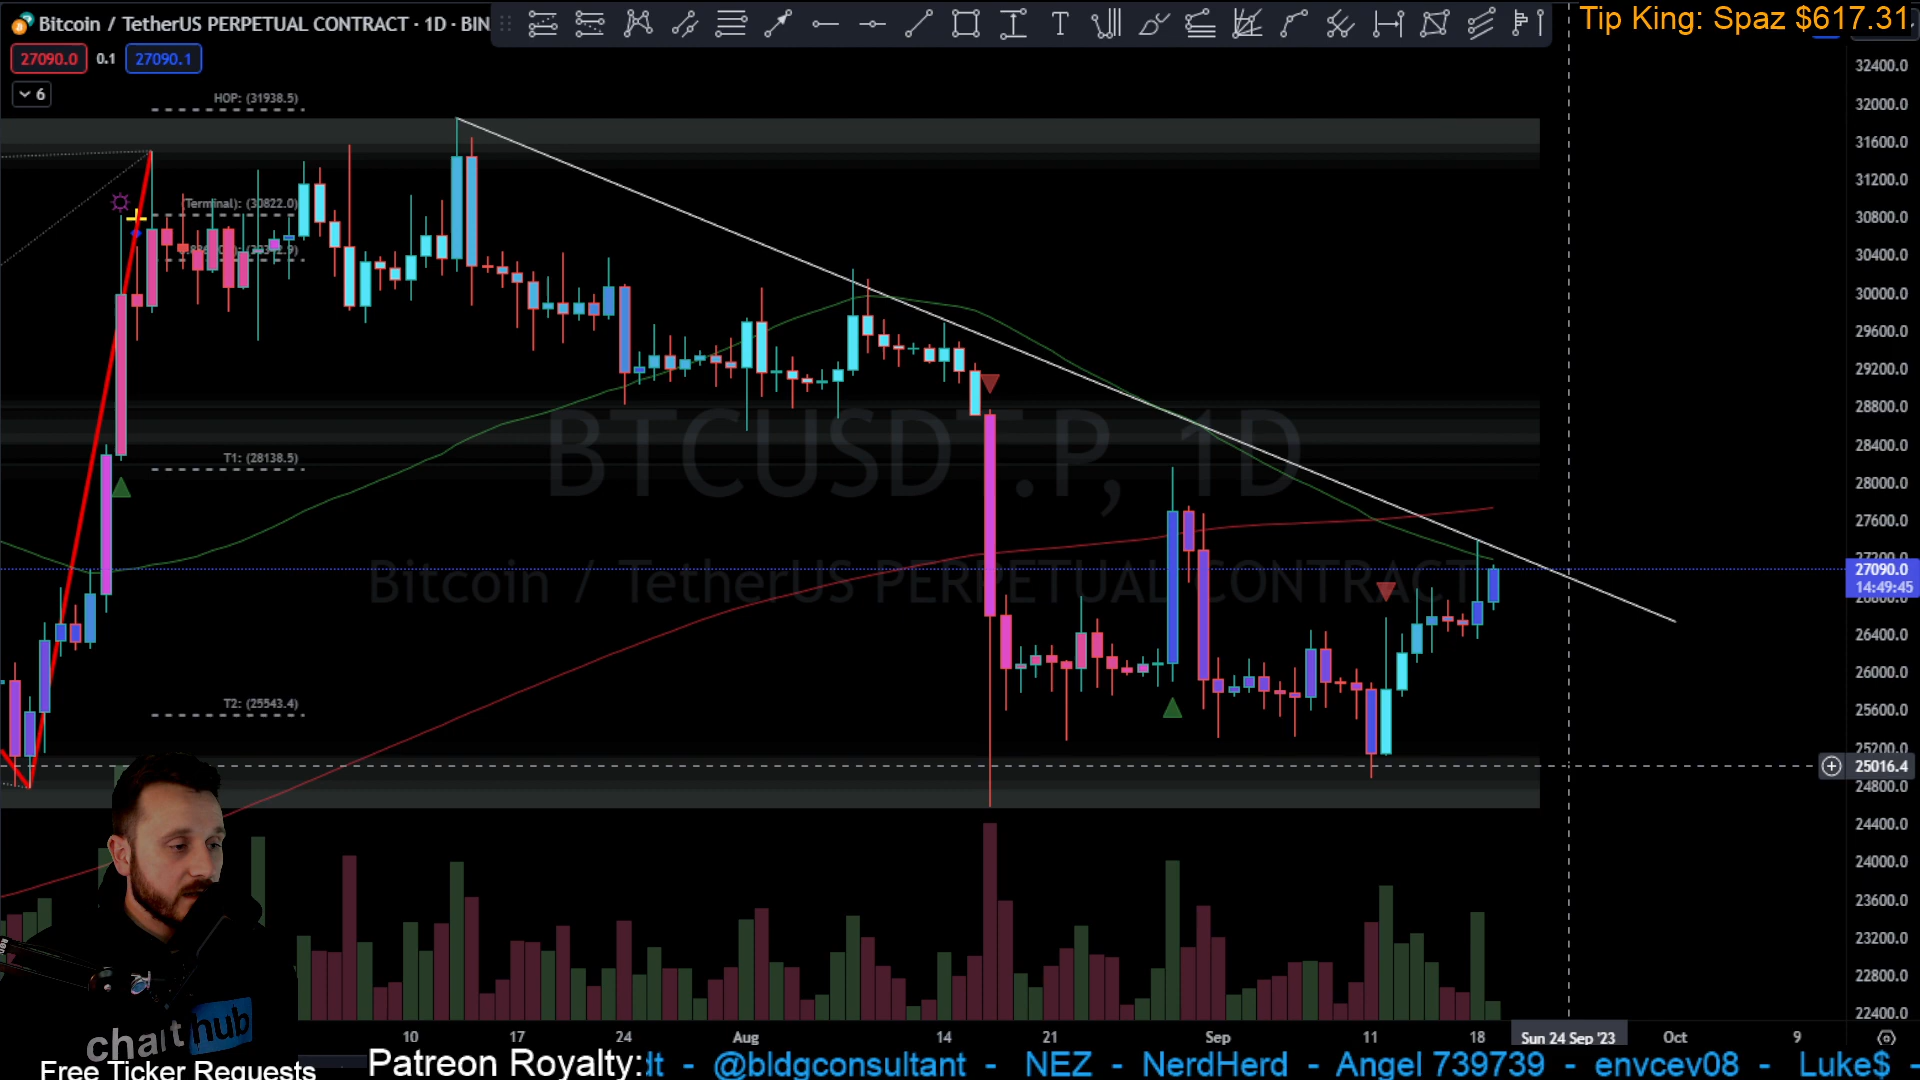 Bitcoin / TetherUS PERPETUAL CONTRACT · 1D · BIN
Tip King: Spaz $617.31
27090.0 0.1 27090.1
6
HOP: (31938.5)
Terminal): (30822.0)
T1: (28138.5)
T2: (25543.4)
BTCUSDT.P, 1D
Bitcoin / TetherUS PERPETUAL CONTRACT
32400.0
32000.0
31600.0
31200.0
30800.0
30400.0
30000.0
29600.0
29200.0
28800.0
28400.0
28000.0
27600.0
27200.0
27090.0
14:49:45
26800.0
26400.0
26000.0
25600.0
25200.0
25016.4
24800.0
24400.0
24000.0
23600.0
23200.0
22800.0
22400.0
10 17 24 Aug 14 21 Sep 11 18 Sun 24 Sep '23 Oct 9
chart hub
Free Ticker Requests
Patreon Royalty: dt - @bldgconsultant - NEZ - NerdHerd - Angel 739739 - envcev08 - Luke$ -